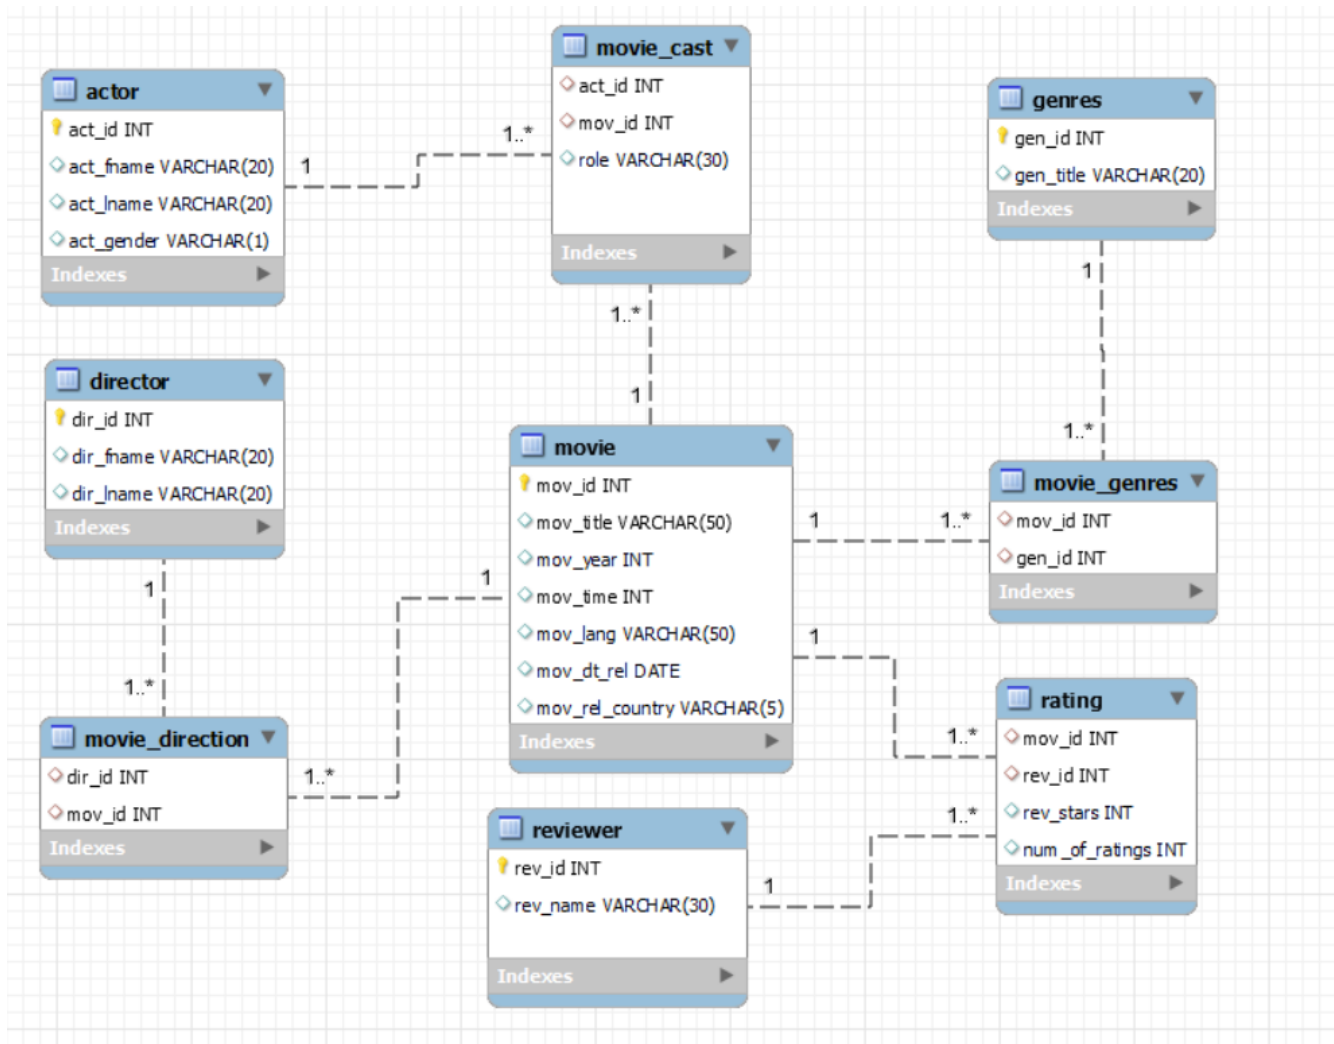 movie_cast
act_id INT
mov_id INT
role VARCHAR(30)
Indexes
actor
act_id INT
act_fname VARCHAR(20)
act_lname VARCHAR(20)
act_gender VARCHAR(1)
Indexes
1
1..*
genres
gen_id INT
gen_title VARCHAR(20)
Indexes
1
1..*
1..*
1
director
dir_id INT
dir_fname VARCHAR(20)
dir_lname VARCHAR(20)
Indexes
1
1..*
movie
mov_id INT
mov_title VARCHAR(50)
mov_year INT
mov_time INT
mov_lang VARCHAR(50)
mov_dt_rel DATE
mov_rel_country VARCHAR(5)
Indexes
1
1..*
movie_genres
mov_id INT
gen_id INT
Indexes
1
1..*
movie_direction
dir_id INT
mov_id INT
Indexes
1
1..*
rating
mov_id INT
rev_id INT
rev_stars INT
num_of_ratings INT
Indexes
reviewer
rev_id INT
rev_name VARCHAR(30)
Indexes
1
1..*